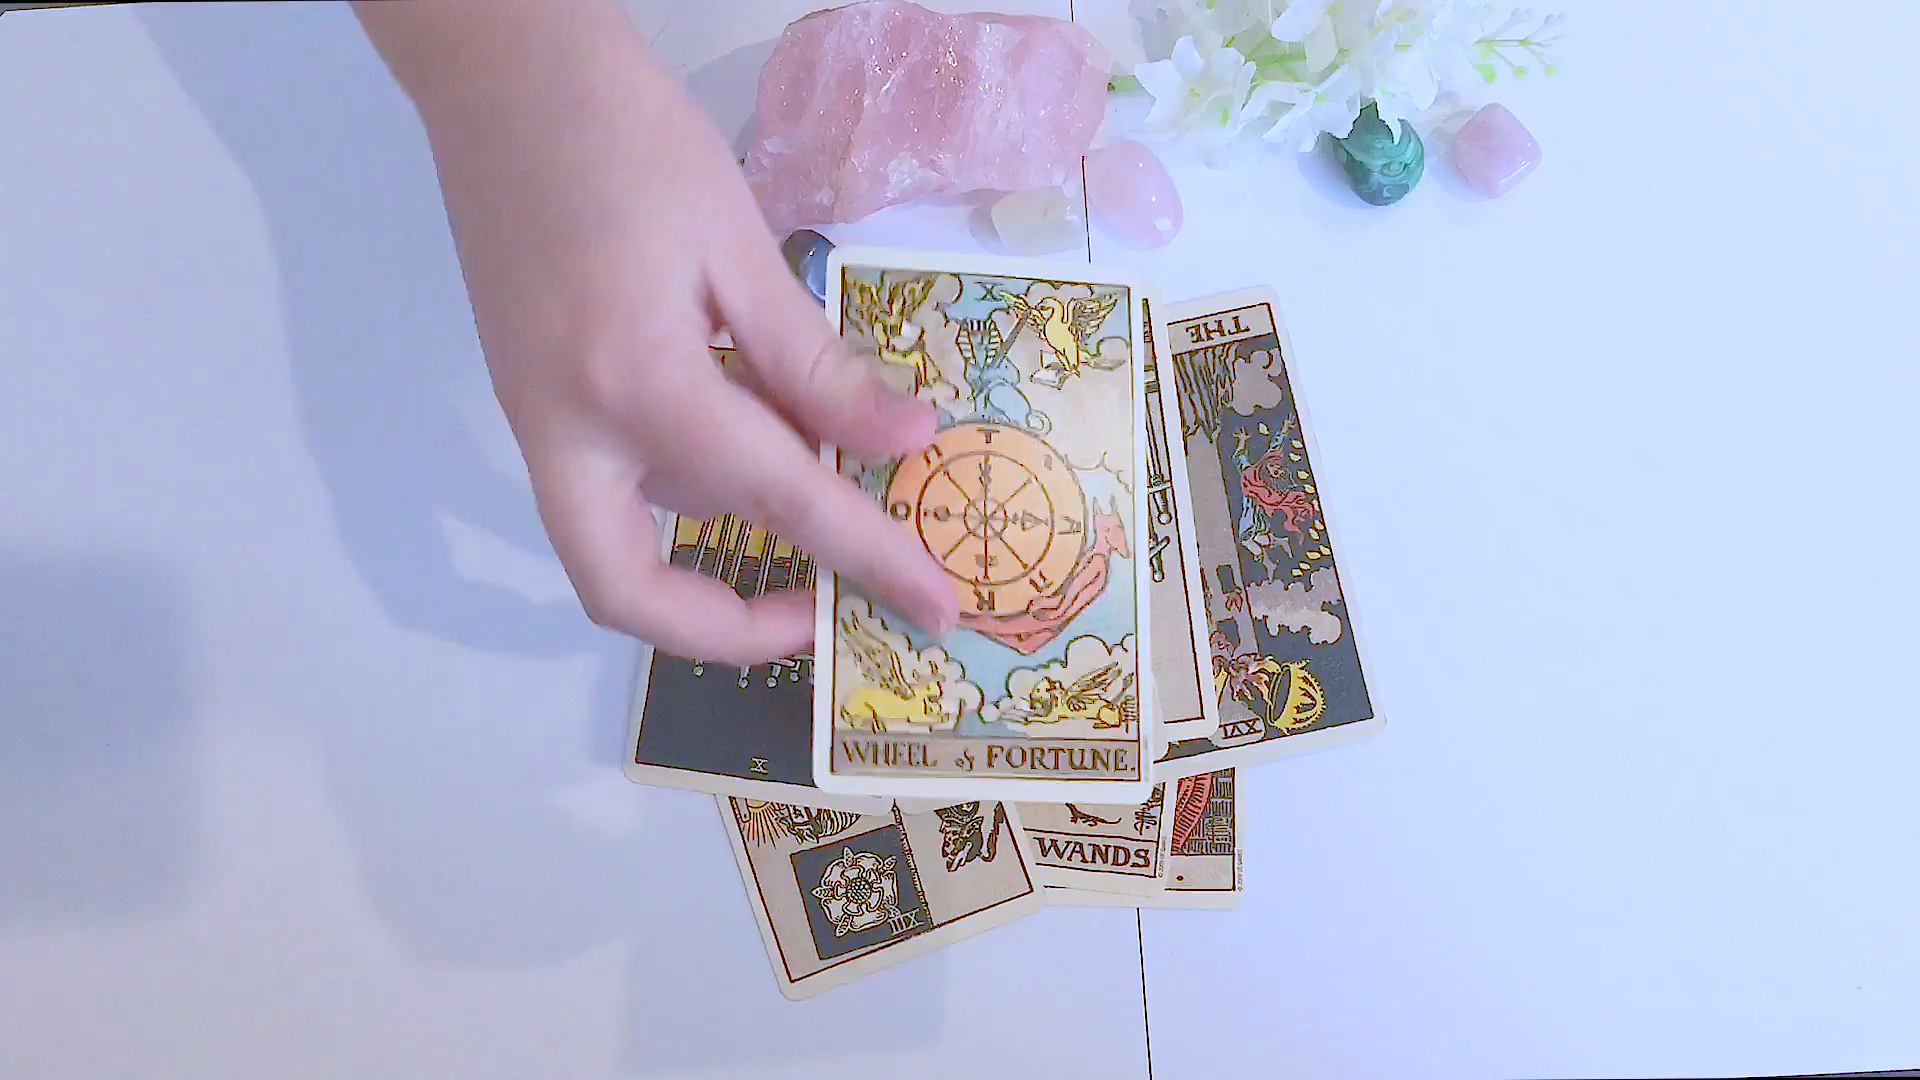 X
THE
T
A
R
O
WHEEL of FORTUNE.
XVI
X
WANDS
XIII